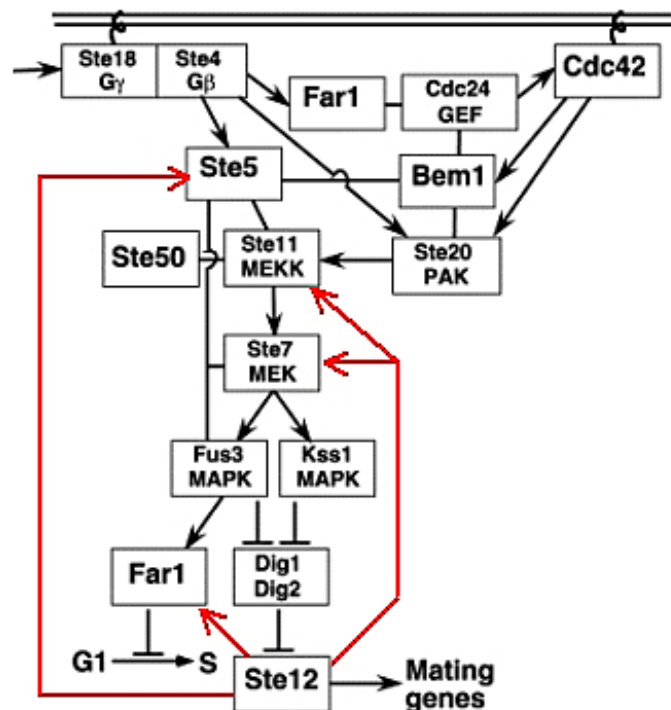 Ste18
Gγ
Ste4
Gβ
Far1
Cdc24
GEF
Cdc42
Ste5
Bem1
Ste50
Ste11
MEKK
Ste20
PAK
Ste7
MEK
Fus3
MAPK
Kss1
MAPK
Far1
Dig1
Dig2
G1
S
Ste12
Mating
genes